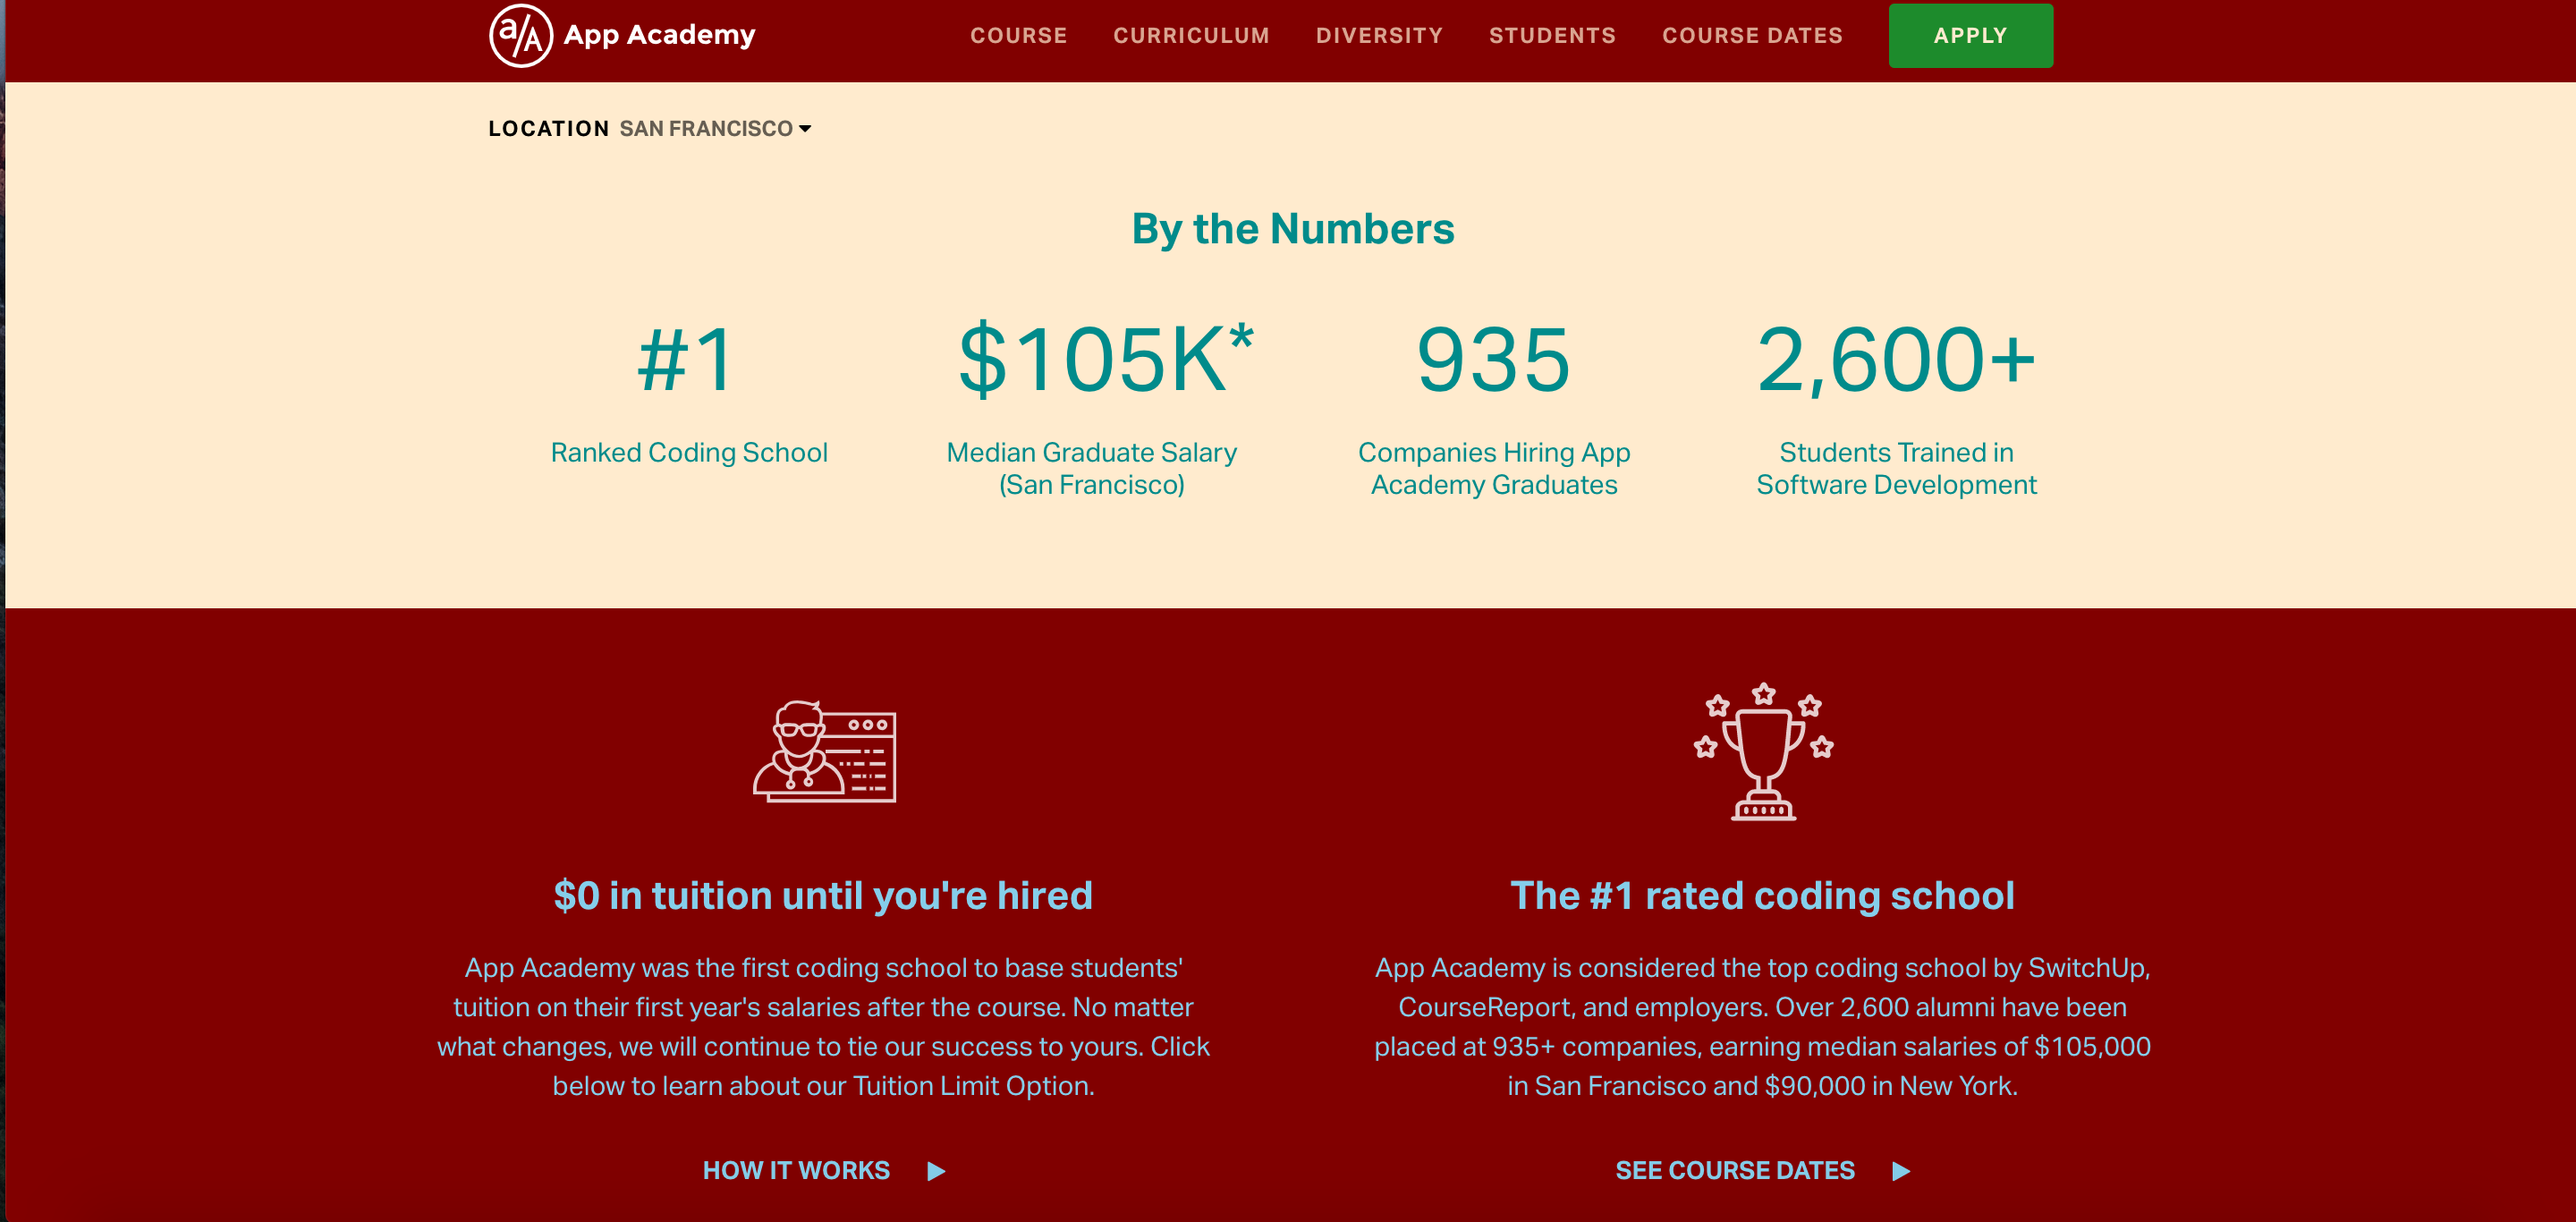 a/A App Academy
COURSE CURRICULUM DIVERSITY STUDENTS COURSE DATES APPLY
LOCATION SAN FRANCISCO
By the Numbers
#1
Ranked Coding School
$105K*
Median Graduate Salary
(San Francisco)
935
Companies Hiring App
Academy Graduates
2,600+
Students Trained in
Software Development
$0 in tuition until you're hired
App Academy was the first coding school to base students'
tuition on their first year's salaries after the course. No matter
what changes, we will continue to tie our success to yours. Click
below to learn about our Tuition Limit Option.
HOW IT WORKS
The #1 rated coding school
App Academy is considered the top coding school by SwitchUp,
CourseReport, and employers. Over 2,600 alumni have been
placed at 935+ companies, earning median salaries of $105,000
in San Francisco and $90,000 in New York.
SEE COURSE DATES